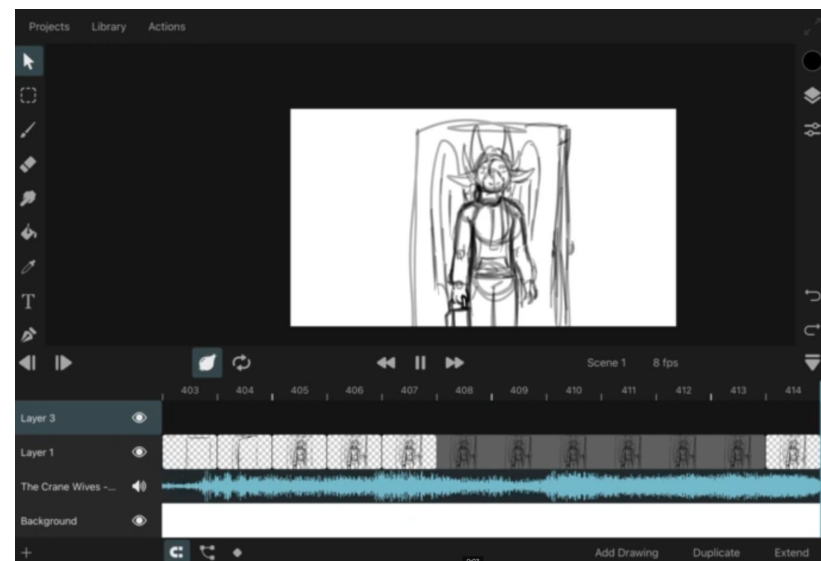 Projects Library Actions
T
Scene 1 8 fps
403 404 405 406 407 408 409 410 411 412 413 414
Layer 3
Layer 1
The Crane Wives -...
Background
Add Drawing Duplicate Extend